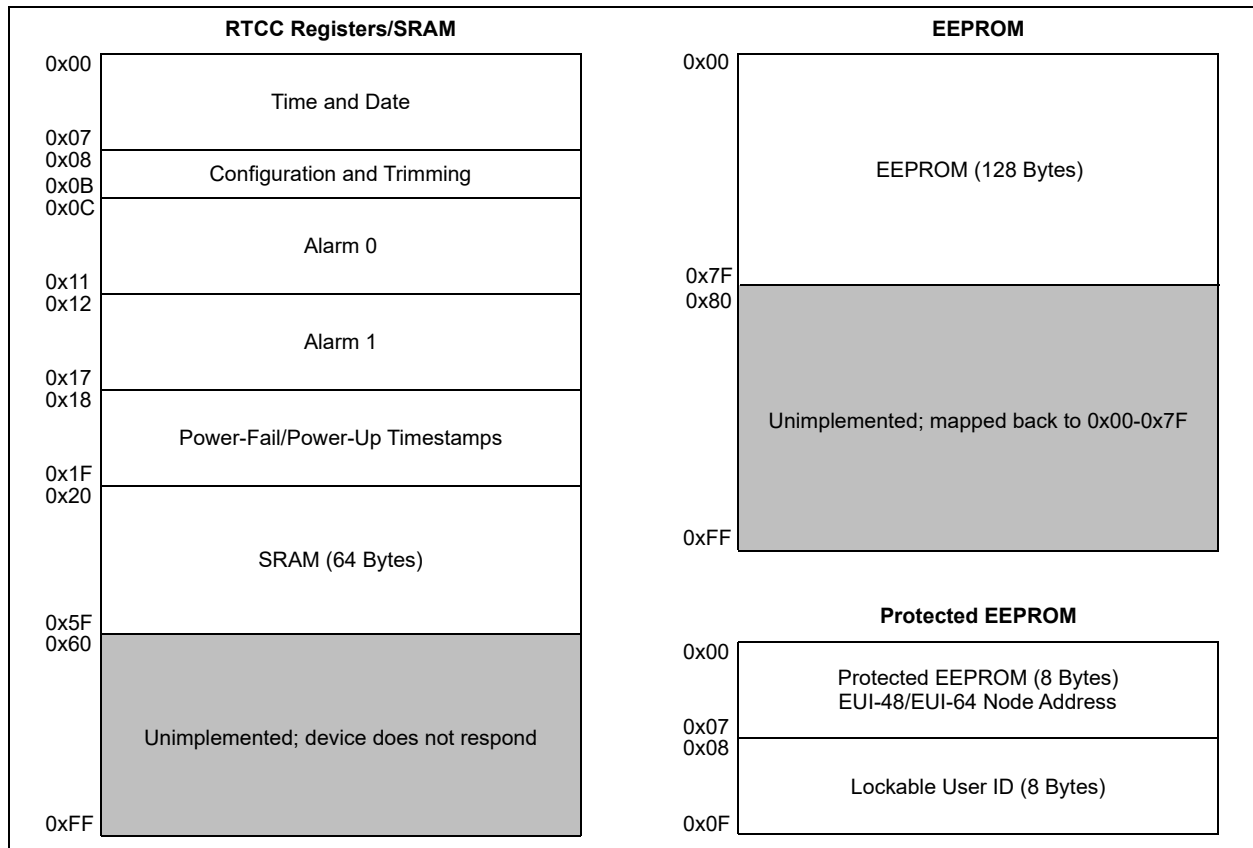 RTCC Registers/SRAM
0x00
Time and Date
0x07
0x08
Configuration and Trimming
0x0B
0x0C
Alarm 0
0x11
0x12
Alarm 1
0x17
0x18
Power-Fail/Power-Up Timestamps
0x1F
0x20
SRAM (64 Bytes)
0x5F
0x60
Unimplemented; device does not respond
0xFF
EEPROM
0x00
EEPROM (128 Bytes)
0x7F
0x80
Unimplemented; mapped back to 0x00-0x7F
0xFF
Protected EEPROM
0x00
Protected EEPROM (8 Bytes)
EUI-48/EUI-64 Node Address
0x07
0x08
Lockable User ID (8 Bytes)
0x0F